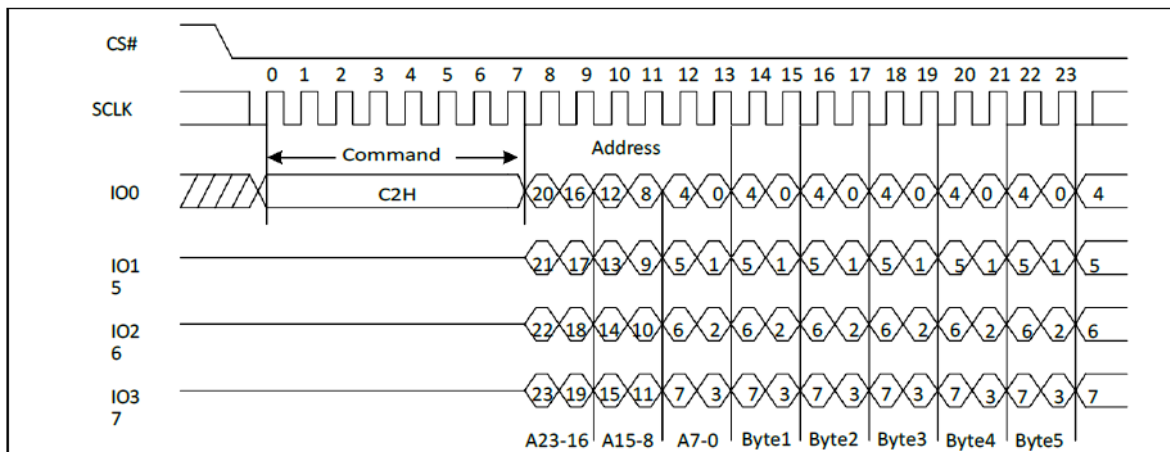 CS#
0 1 2 3 4 5 6 7 8 9 10 11 12 13 14 15 16 17 18 19 20 21 22 23
SCLK
Command Address
IO0 C2H 20 16 12 8 4 0 4 0 4 0 4 0 4 0 4 0 4
IO1 21 17 13 9 5 1 5 1 5 1 5 1 5 1 5 1 5
5
IO2 22 18 14 10 6 2 6 2 6 2 6 2 6 2 6 2 6
6
IO3 23 19 15 11 7 3 7 3 7 3 7 3 7 3 7 3 7
7
A23-16 A15-8 A7-0 Byte1 Byte2 Byte3 Byte4 Byte5